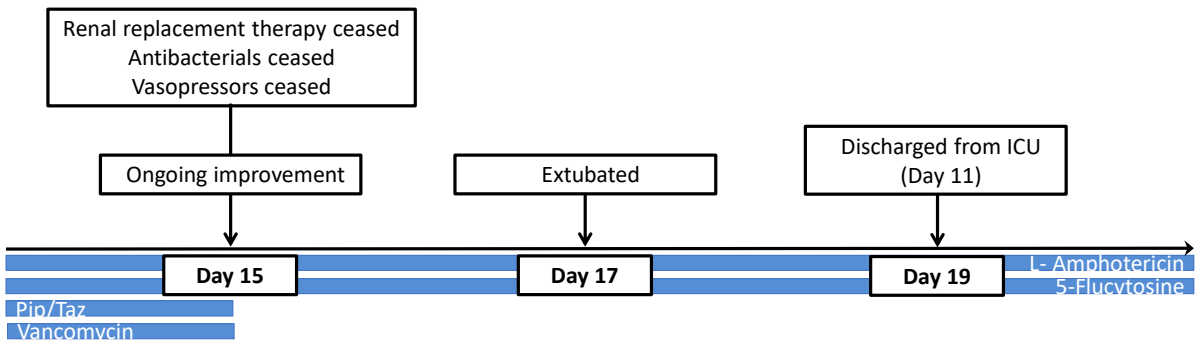 Renal replacement therapy ceased
Antibacterials ceased
Vasopressors ceased
Ongoing improvement
Extubated
Discharged from ICU
(Day 11)
Day 15
Day 17
Day 19
L- Amphotericin
5-Flucytosine
Pip/Taz
Vancomycin